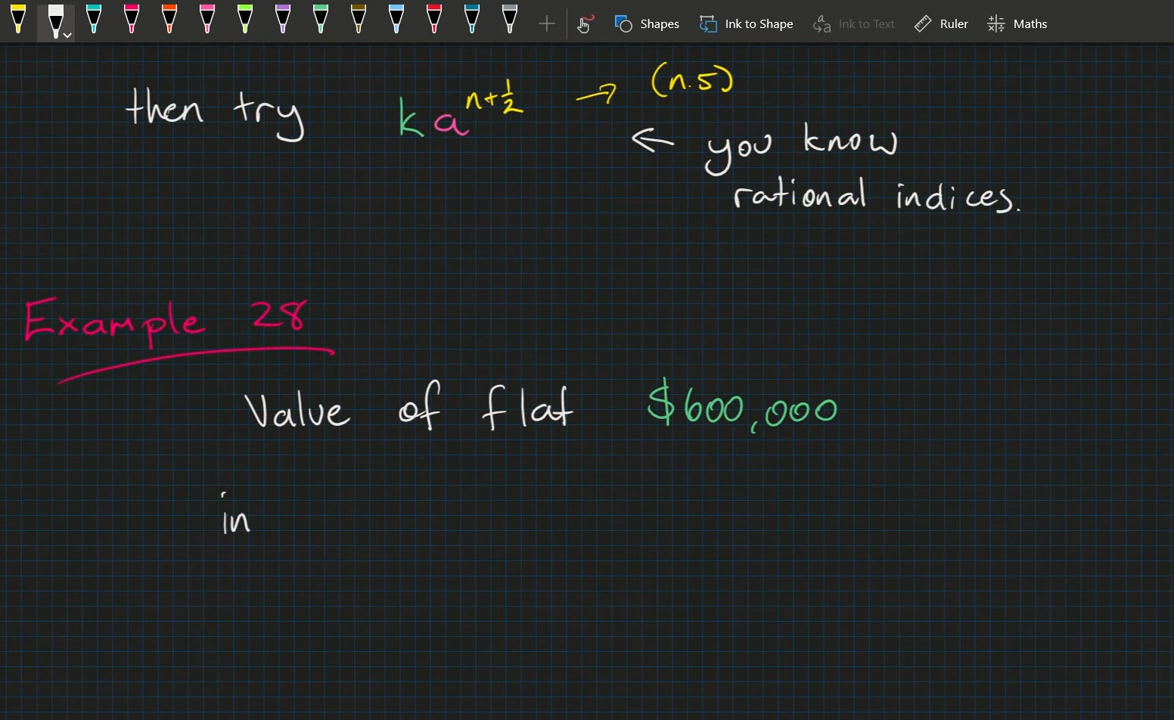 Shapes Ink to Shape Ink to Text Ruler Maths
then try k a^{n+\frac{1}{2}} → (n.5)
← you know
rational indices.
Example 28
Value of flat $600,000
in